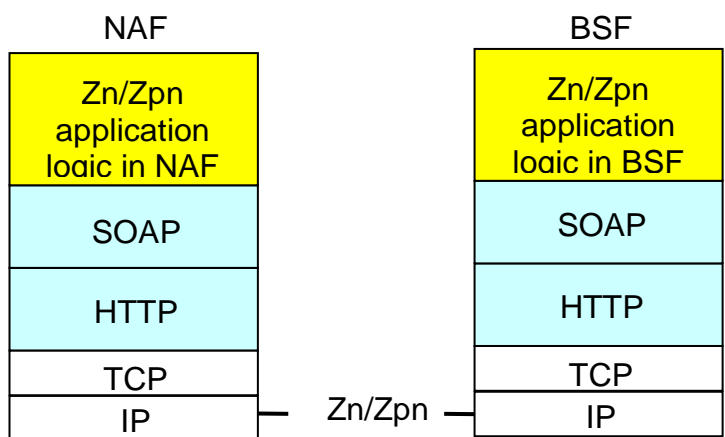 NAF
Zn/Zpn
application
logic in NAF
SOAP
HTTP
TCP
IP
Zn/Zpn
BSF
Zn/Zpn
application
logic in BSF
SOAP
HTTP
TCP
IP